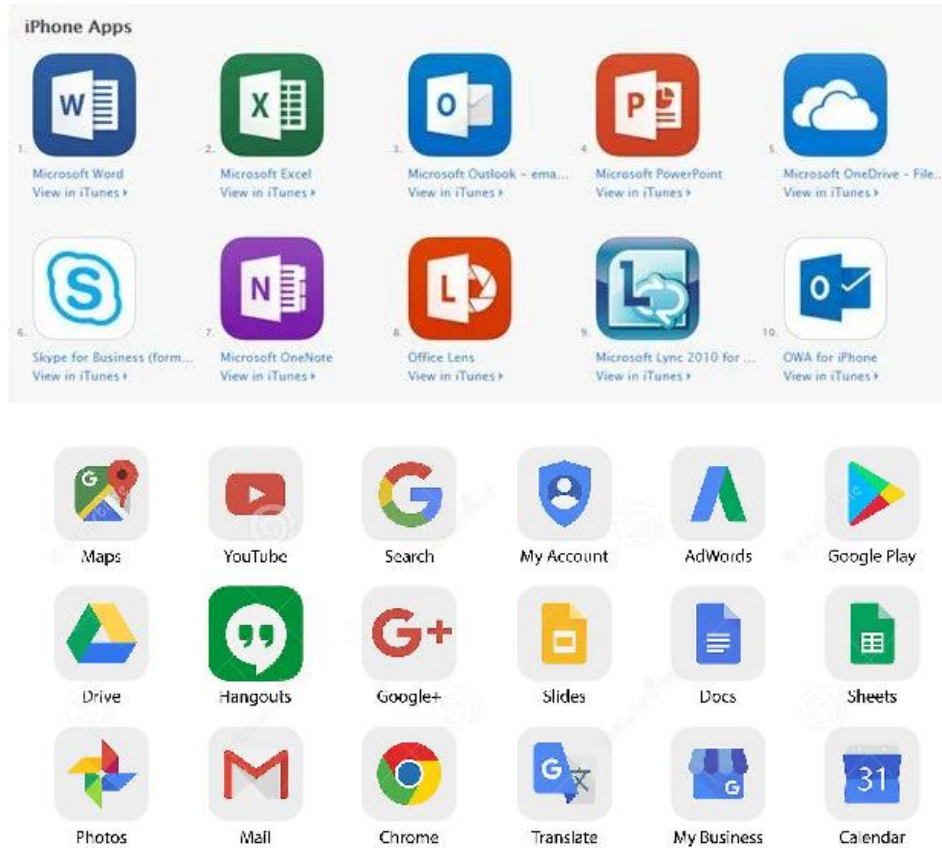 iPhone Apps
W X O P
1. 2. 3. 4. 5.
Microsoft Word Microsoft Excel Microsoft Outlook – ema... Microsoft PowerPoint Microsoft OneDrive – File...
View in iTunes View in iTunes View in iTunes View in iTunes View in iTunes
S N L L O
6. 7. 8. 9. 10.
Skype for Business (form... Microsoft OneNote Office Lens Microsoft Lync 2010 for ... OWA for iPhone
View in iTunes View in iTunes View in iTunes View in iTunes View in iTunes
G G
Maps YouTube Search My Account AdWords Google Play
G+
Drive Hangouts Google+ Slides Docs Sheets
G 文 G 31
Photos Mail Chrome Translate My Business Calendar